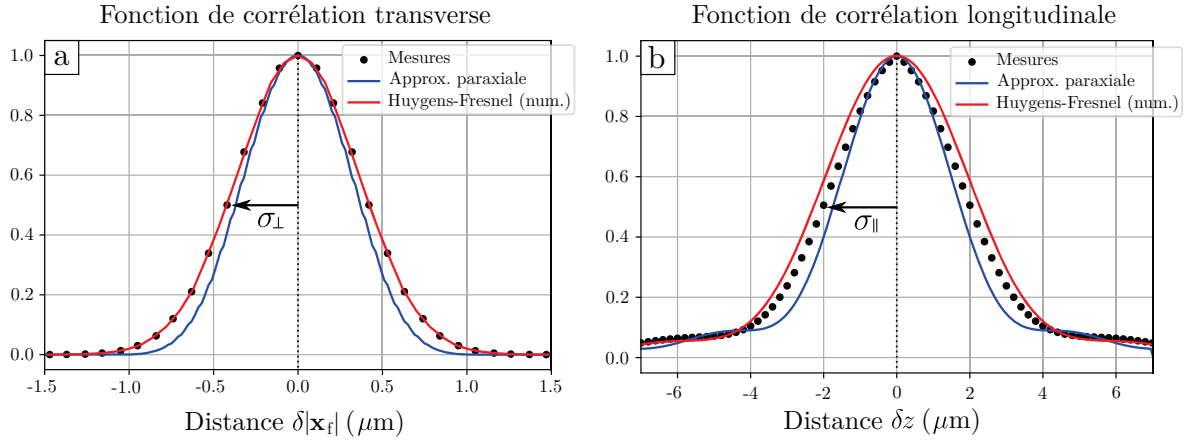 Fonction de corrélation transverse
a
Mesures
Approx. paraxiale
Huygens-Fresnel (num.)
1.0
0.8
0.6
0.4
0.2
0.0
σ⊥
-1.5 -1.0 -0.5 0.0 0.5 1.0 1.5
Distance δ|𝐱f| (μm)
Fonction de corrélation longitudinale
b
Mesures
Approx. paraxiale
Huygens-Fresnel (num.)
1.0
0.8
0.6
0.4
0.2
0.0
σ∥
-6 -4 -2 0 2 4 6
Distance δz (μm)